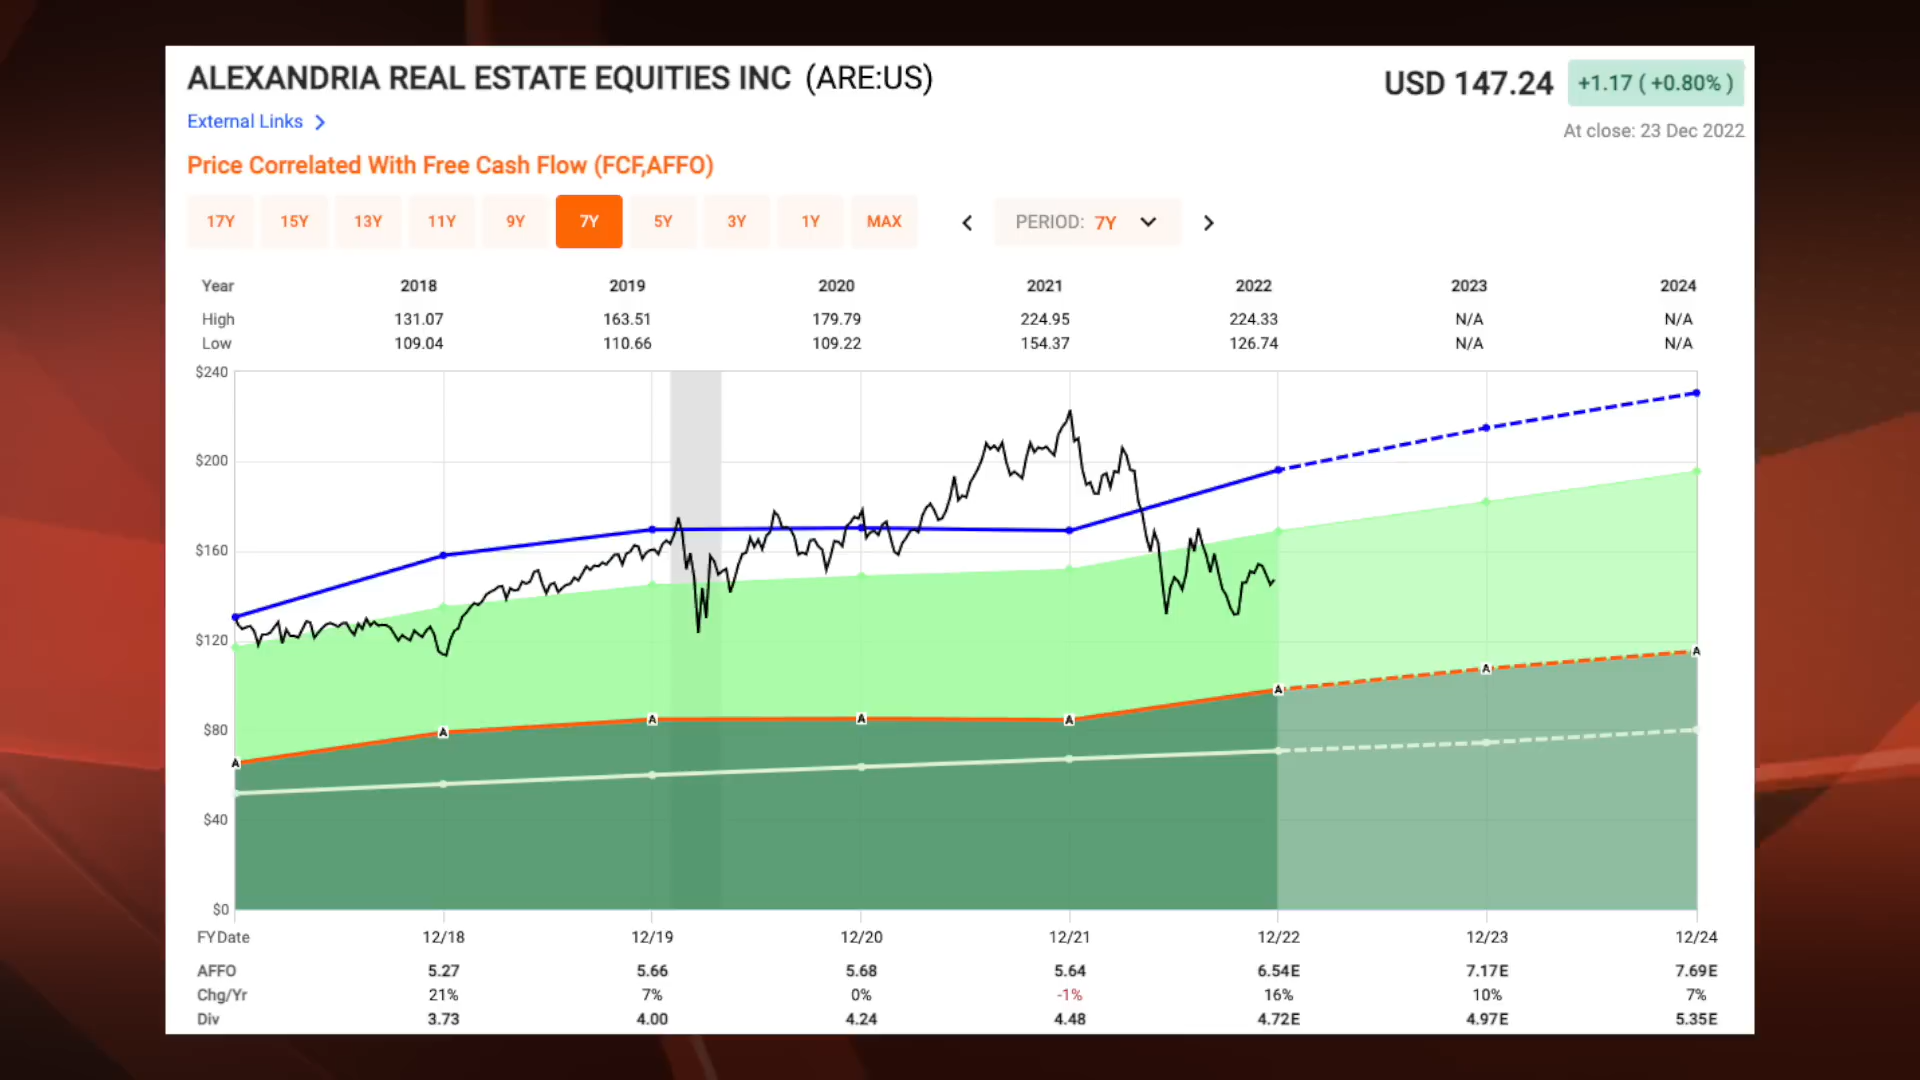 ALEXANDRIA REAL ESTATE EQUITIES INC (ARE:US)
USD 147.24 +1.17 ( +0.80% )
External Links
At close: 23 Dec 2022
Price Correlated With Free Cash Flow (FCF,AFFO)
17Y 15Y 13Y 11Y 9Y 7Y 5Y 3Y 1Y MAX PERIOD: 7Y
Year 2018 2019 2020 2021 2022 2023 2024
High 131.07 163.51 179.79 224.95 224.33 N/A N/A
Low 109.04 110.66 109.22 154.37 126.74 N/A N/A
$240
$200
$160
$120
A
A
$80
A A A A
A
A
$40
$0
FYDate 12/18 12/19 12/20 12/21 12/22 12/23 12/24
AFFO 5.27 5.66 5.68 5.64 6.54E 7.17E 7.69E
Chg/Yr 21% 7% 0% -1% 16% 10% 7%
Div 3.73 4.00 4.24 4.48 4.72E 4.97E 5.35E